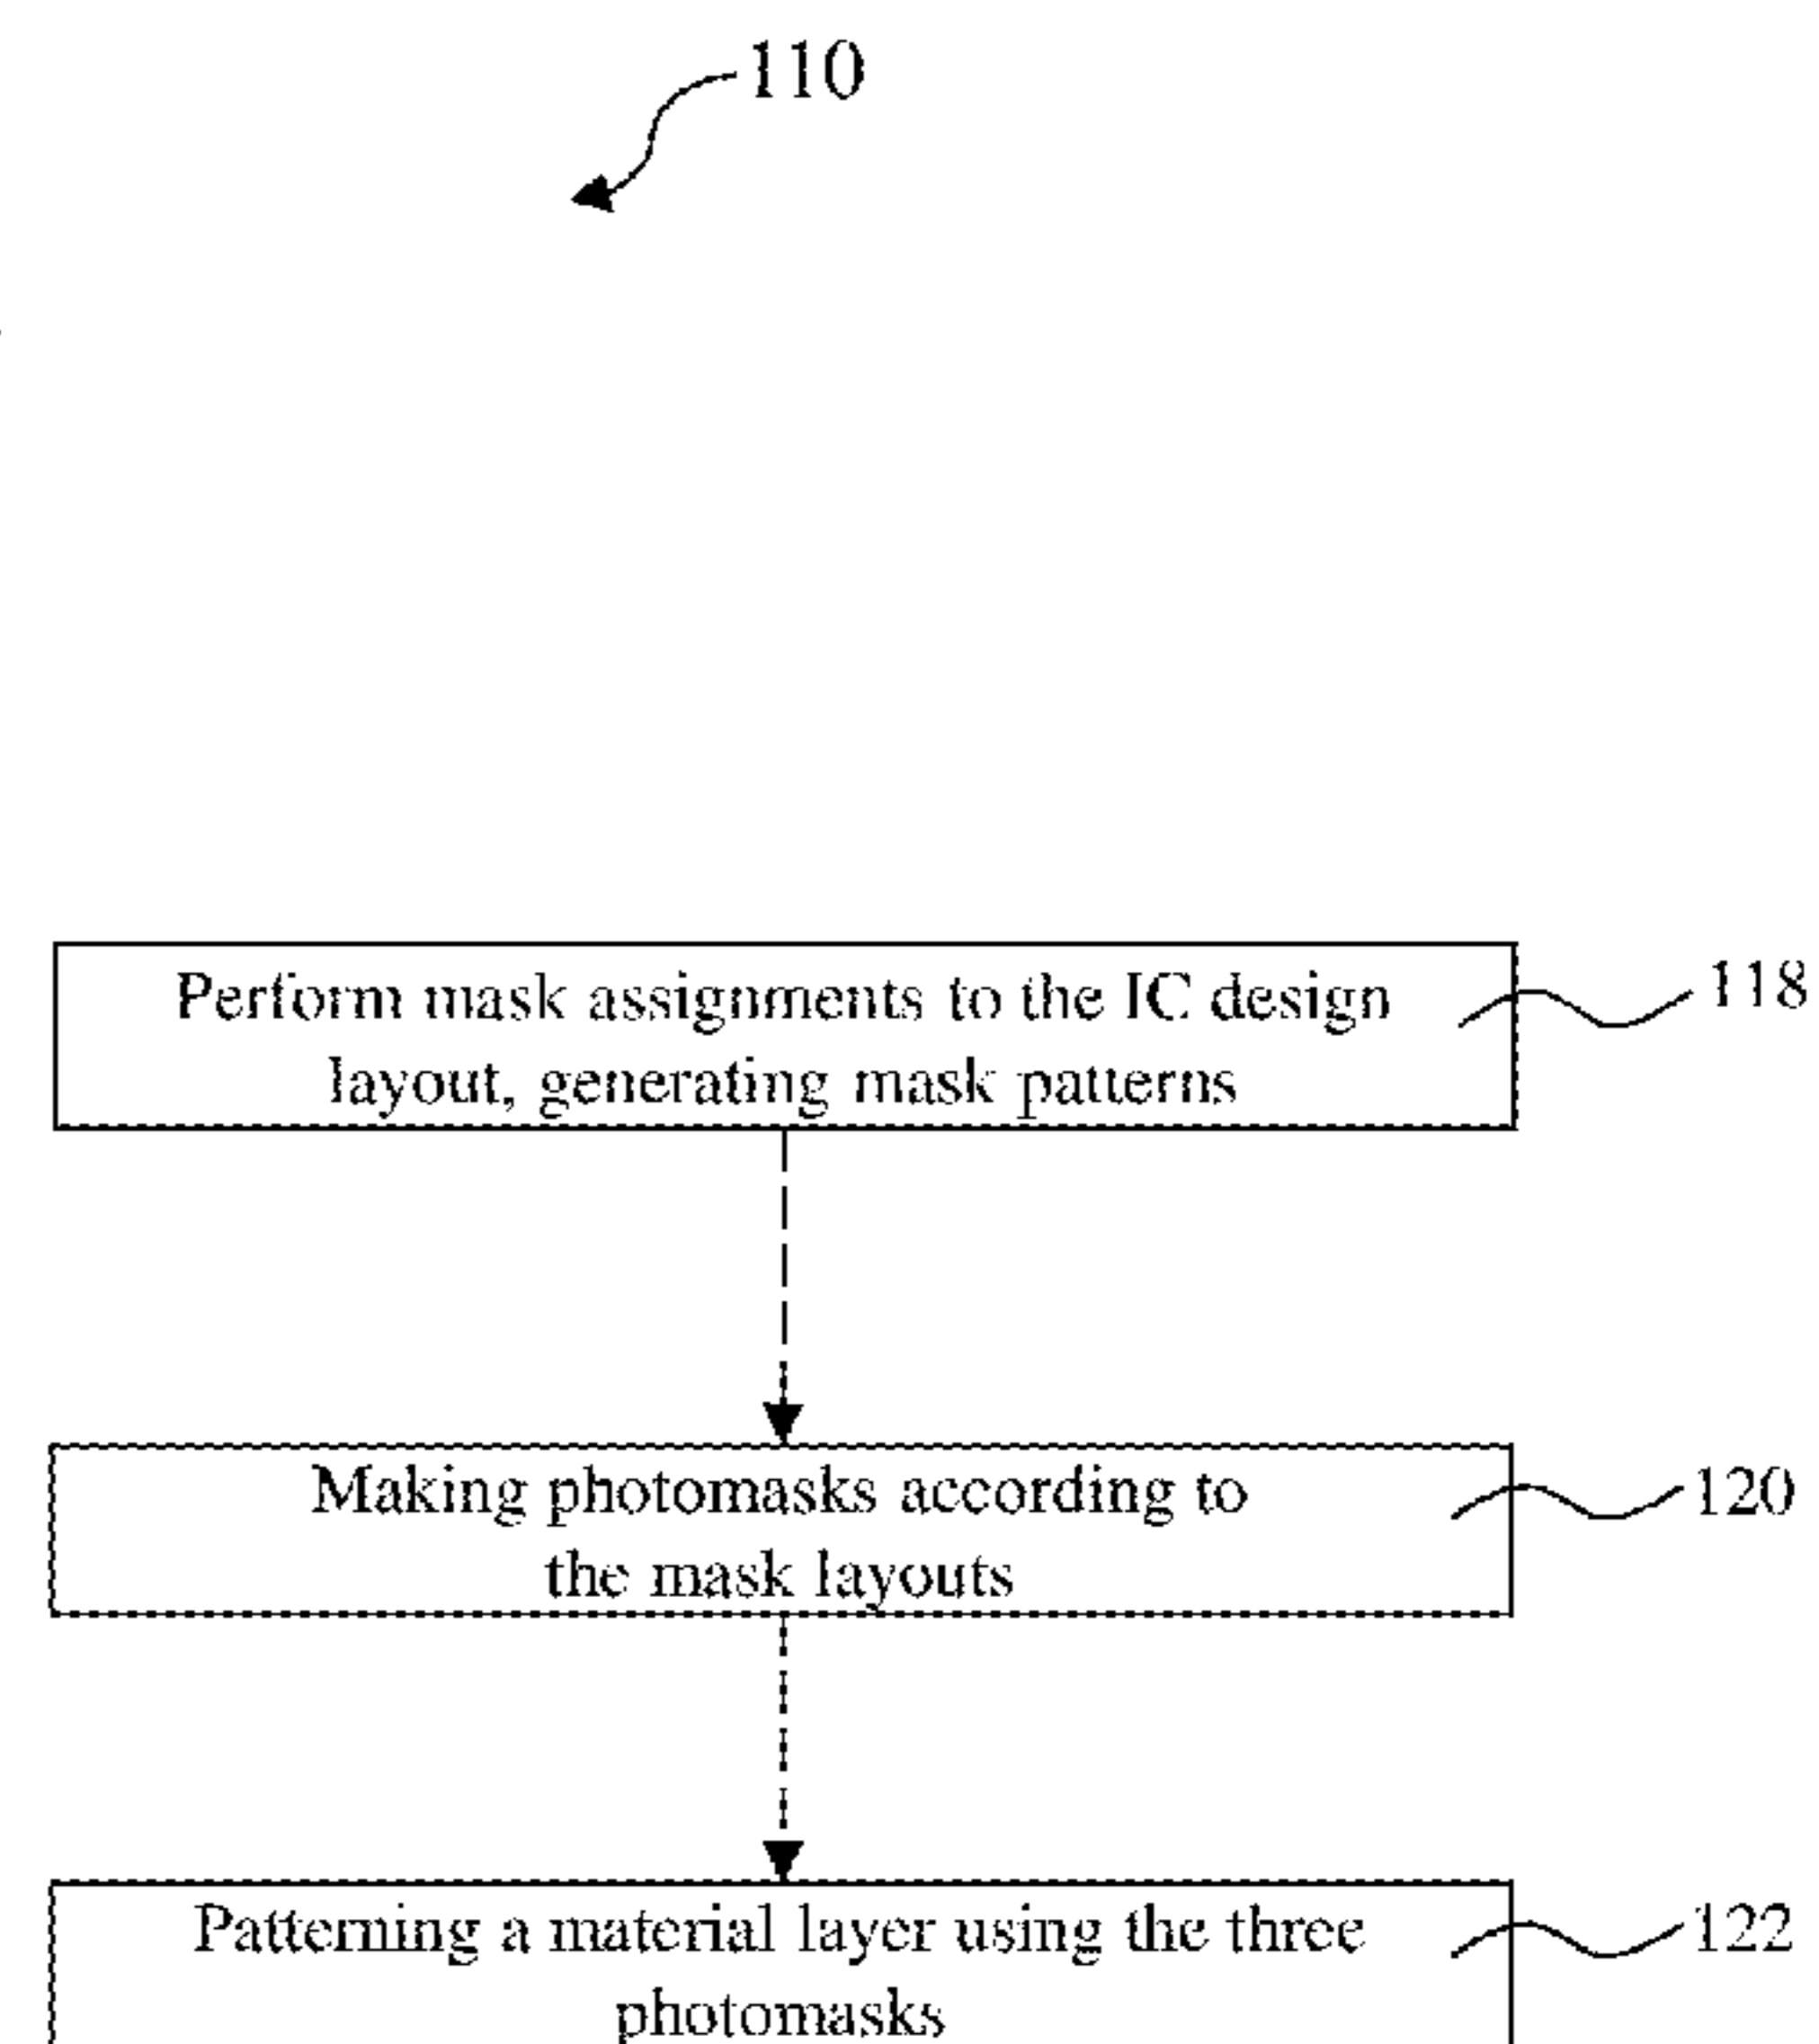 110
Perform mask assignments to the IC design
layout, generating mask patterns
118
Making photomasks according to
the mask layouts
120
Patterning a material layer using the three
photomasks
122